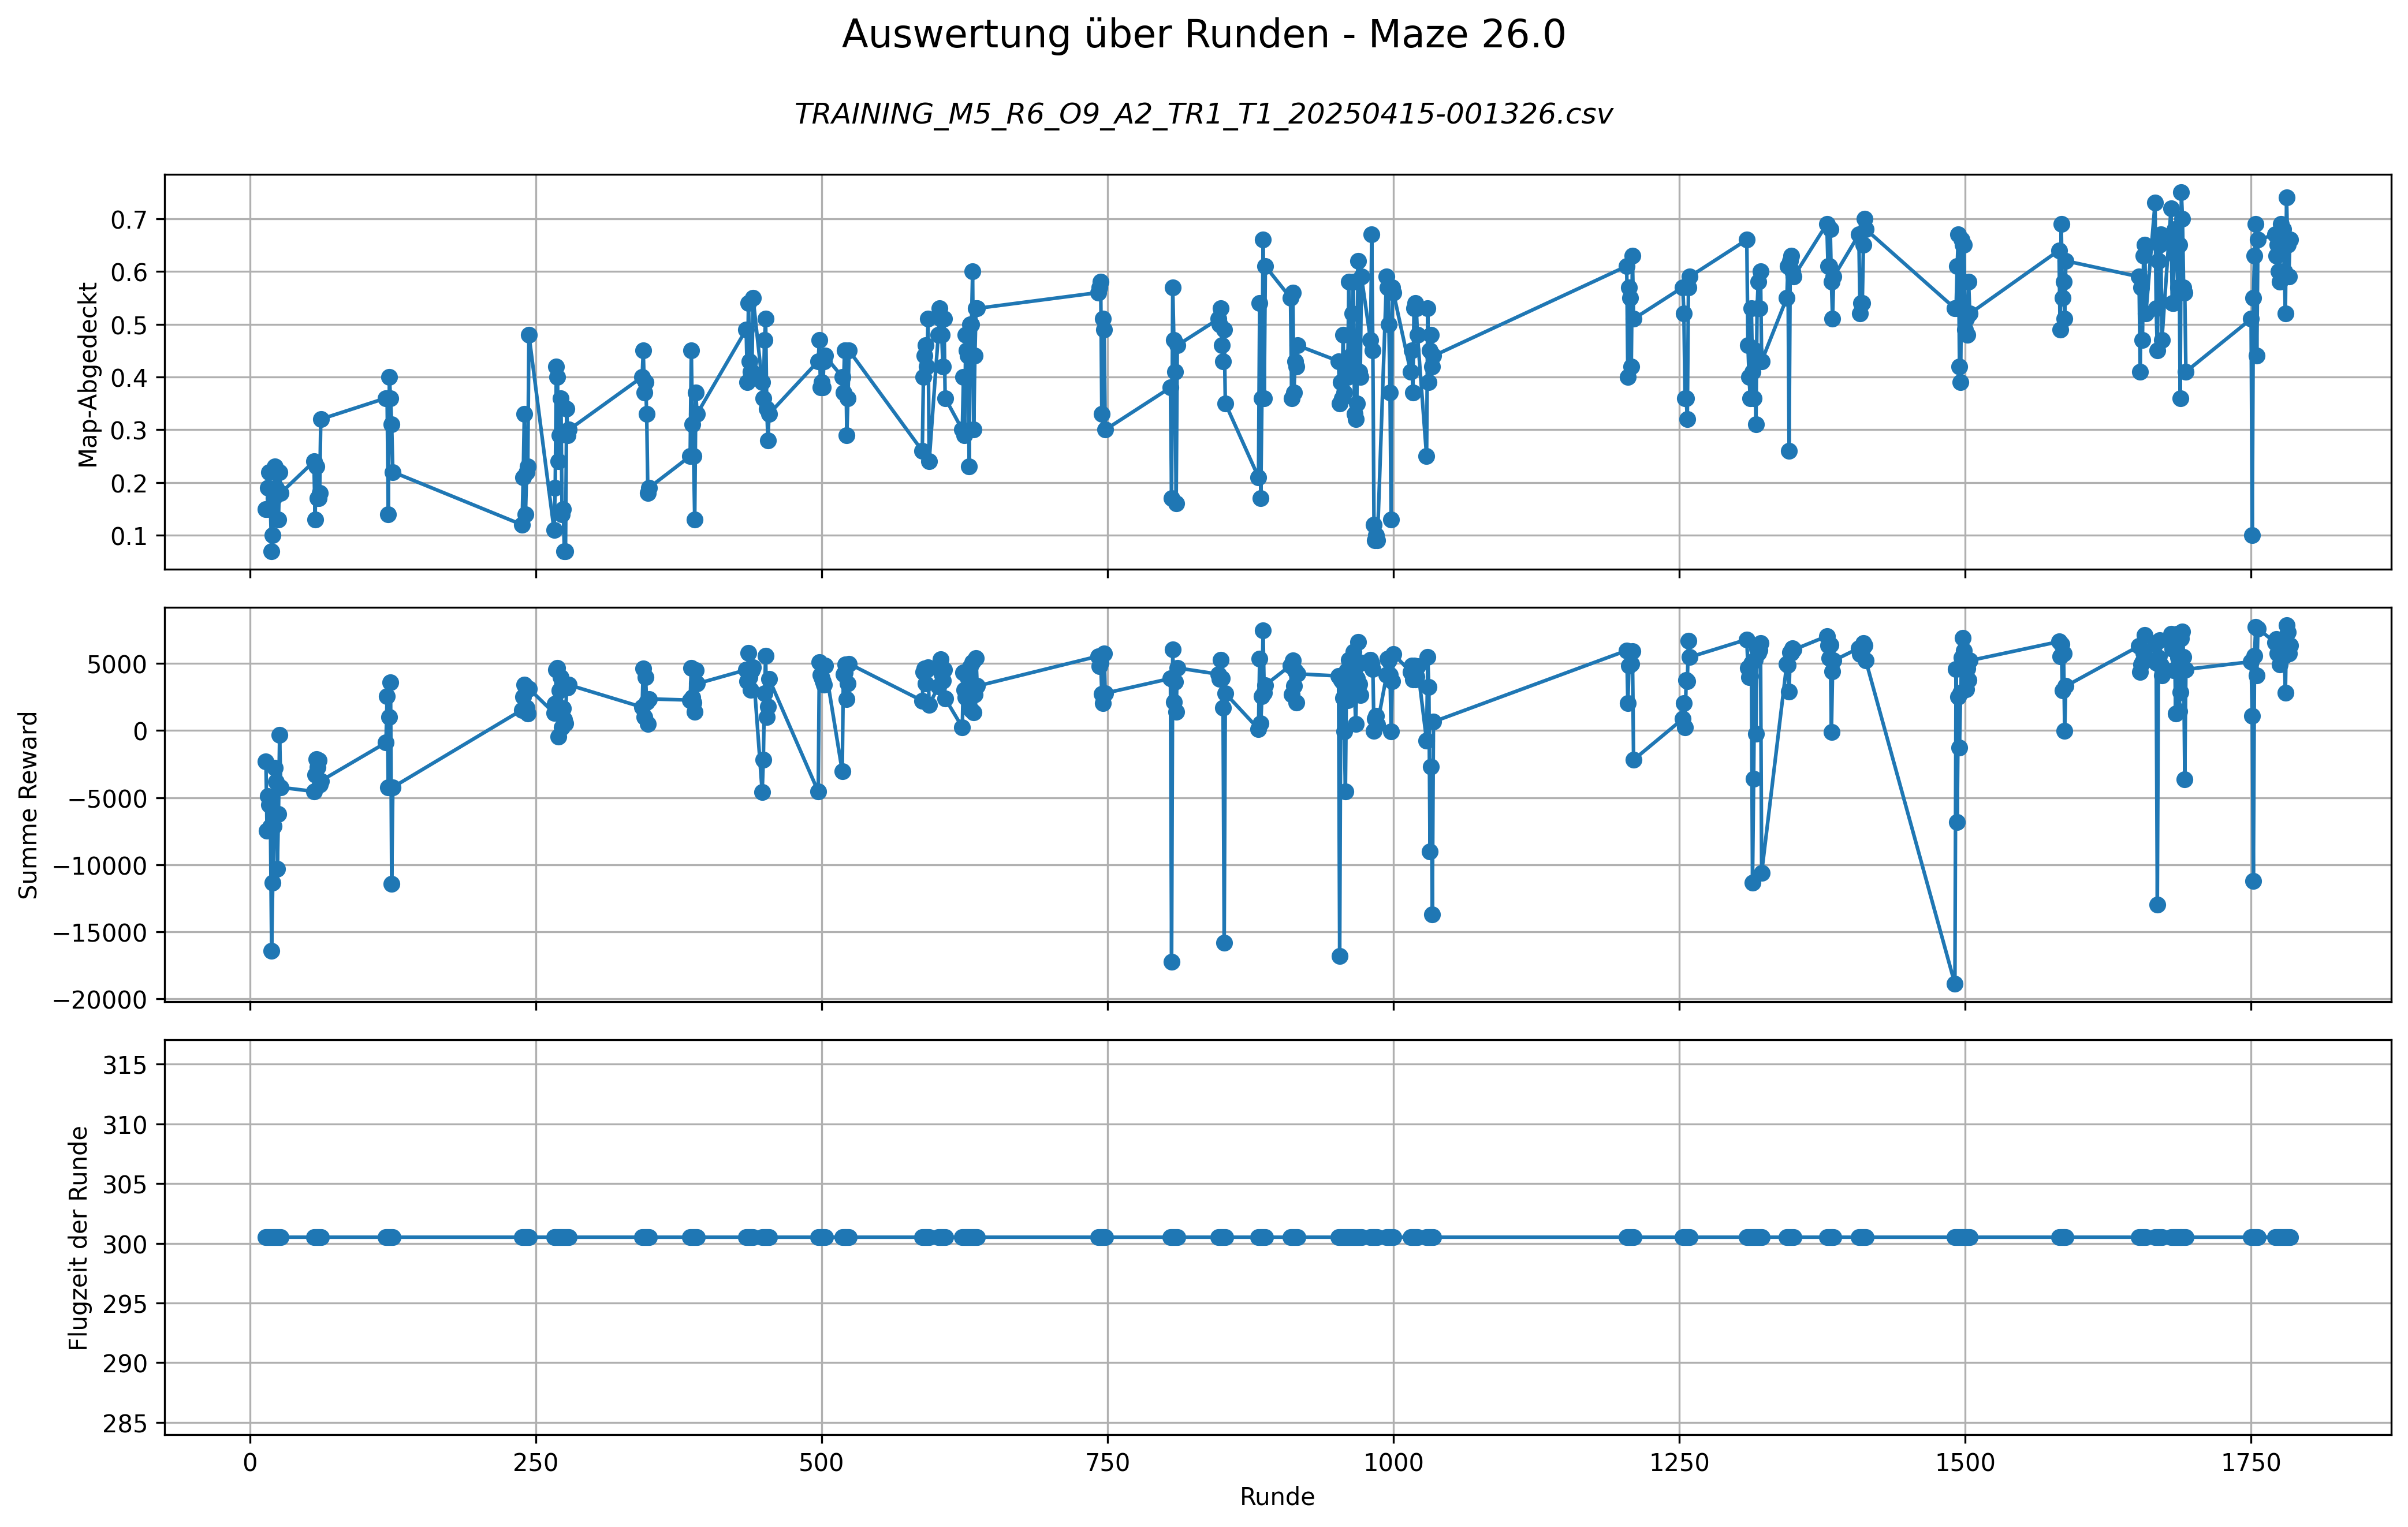 Auswertung über Runden - Maze 26.0
TRAINING_M5_R6_O9_A2_TR1_T1_20250415-001326.csv
Map-Abgedeckt
0.7
0.6
0.5
0.4
0.3
0.2
0.1
Summe Reward
5000
0
−5000
−10000
−15000
−20000
Flugzeit der Runde
315
310
305
300
295
290
285
0 250 500 750 1000 1250 1500 1750
Runde